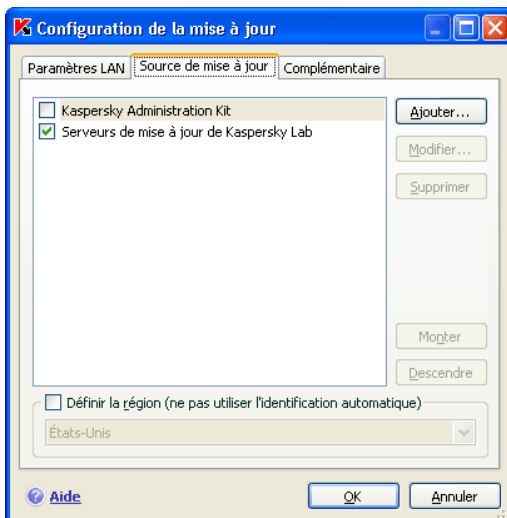 Configuration de la mise à jour
Paramètres LAN Source de mise à jour Complémentaire
Kaspersky Administration Kit
Serveurs de mise à jour de Kaspersky Lab
Ajouter...
Modifier...
Supprimer
Monter
Descendre
Définir la région (ne pas utiliser l'identification automatique)
États-Unis
Aide OK Annuler